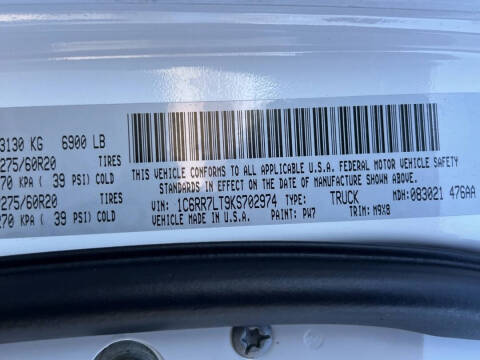 3130 KG 6900 LB
275/60R20 TIRES
270 KPA ( 39 PSI) COLD
275/60R20 TIRES
270 KPA ( 39 PSI) COLD
THIS VEHICLE CONFORMS TO ALL APPLICABLE U.S.A. FEDERAL MOTOR VEHICLE SAFETY
STANDARDS IN EFFECT ON THE DATE OF MANUFACTURE SHOWN ABOVE.
VIN: 1C6RR7LT9KS702974 TYPE: TRUCK MDH: 083021 476AA
VEHICLE MADE IN: U.S.A. PAINT: PW7 TRIM: M9X8